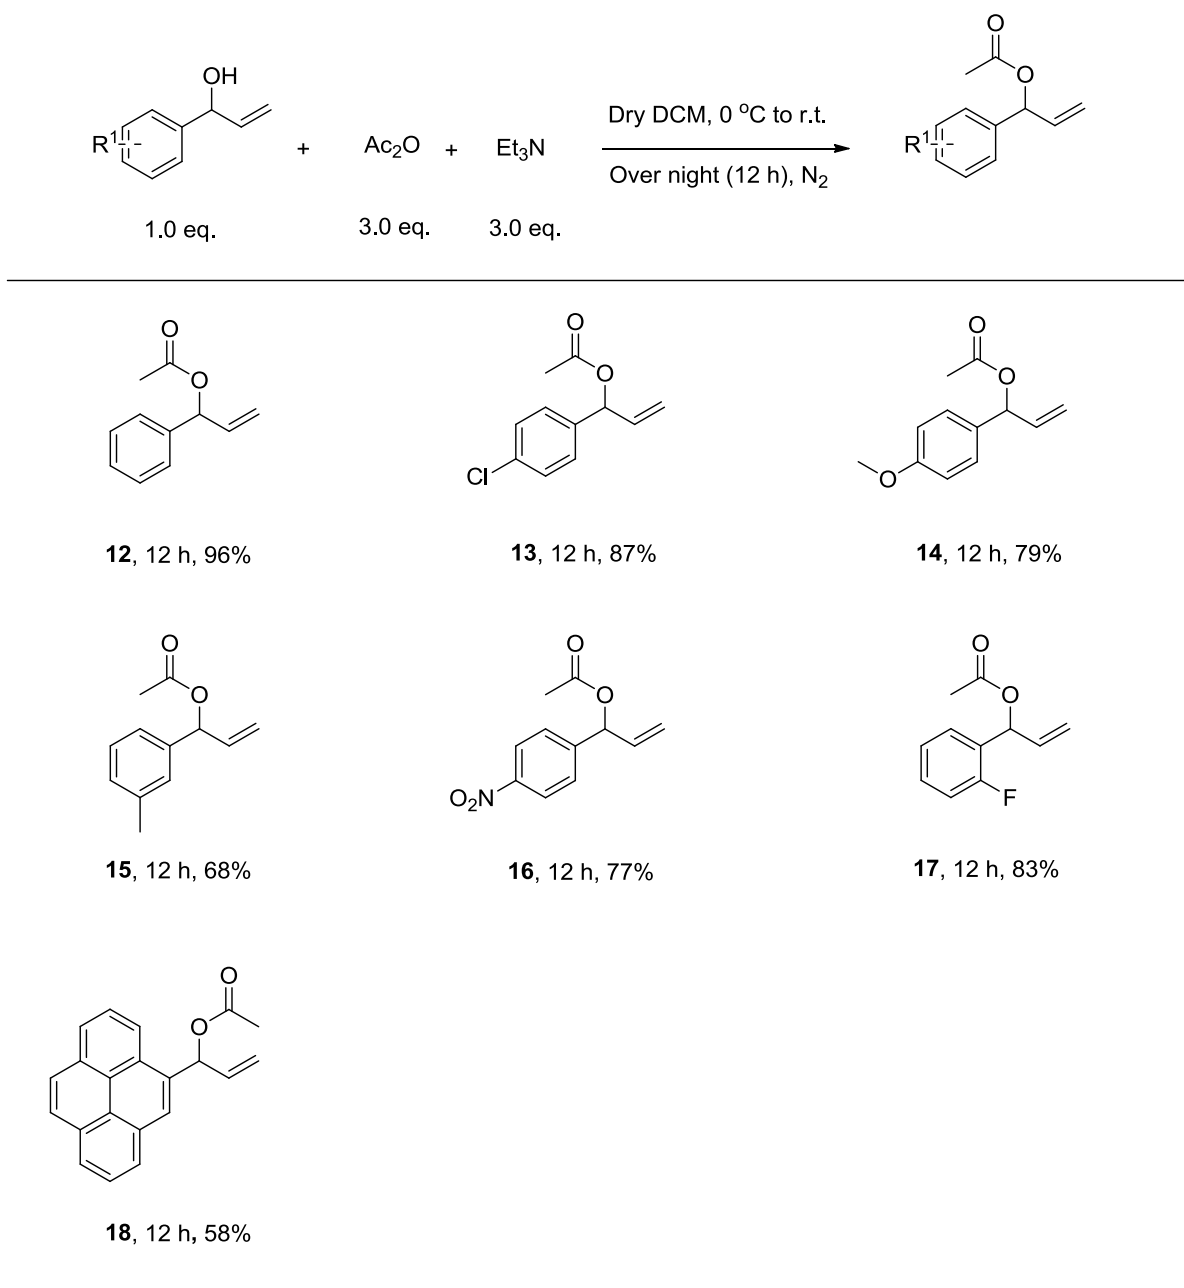 O
O
OH
R¹
+ Ac₂O + Et₃N
Dry DCM, 0 °C to r.t.
Over night (12 h), N₂
R¹
1.0 eq. 3.0 eq. 3.0 eq.
O O O
O O O
Cl
O
12, 12 h, 96% 13, 12 h, 87% 14, 12 h, 79%
O O O
O O O
O₂N F
15, 12 h, 68% 16, 12 h, 77% 17, 12 h, 83%
O
O
18, 12 h, 58%